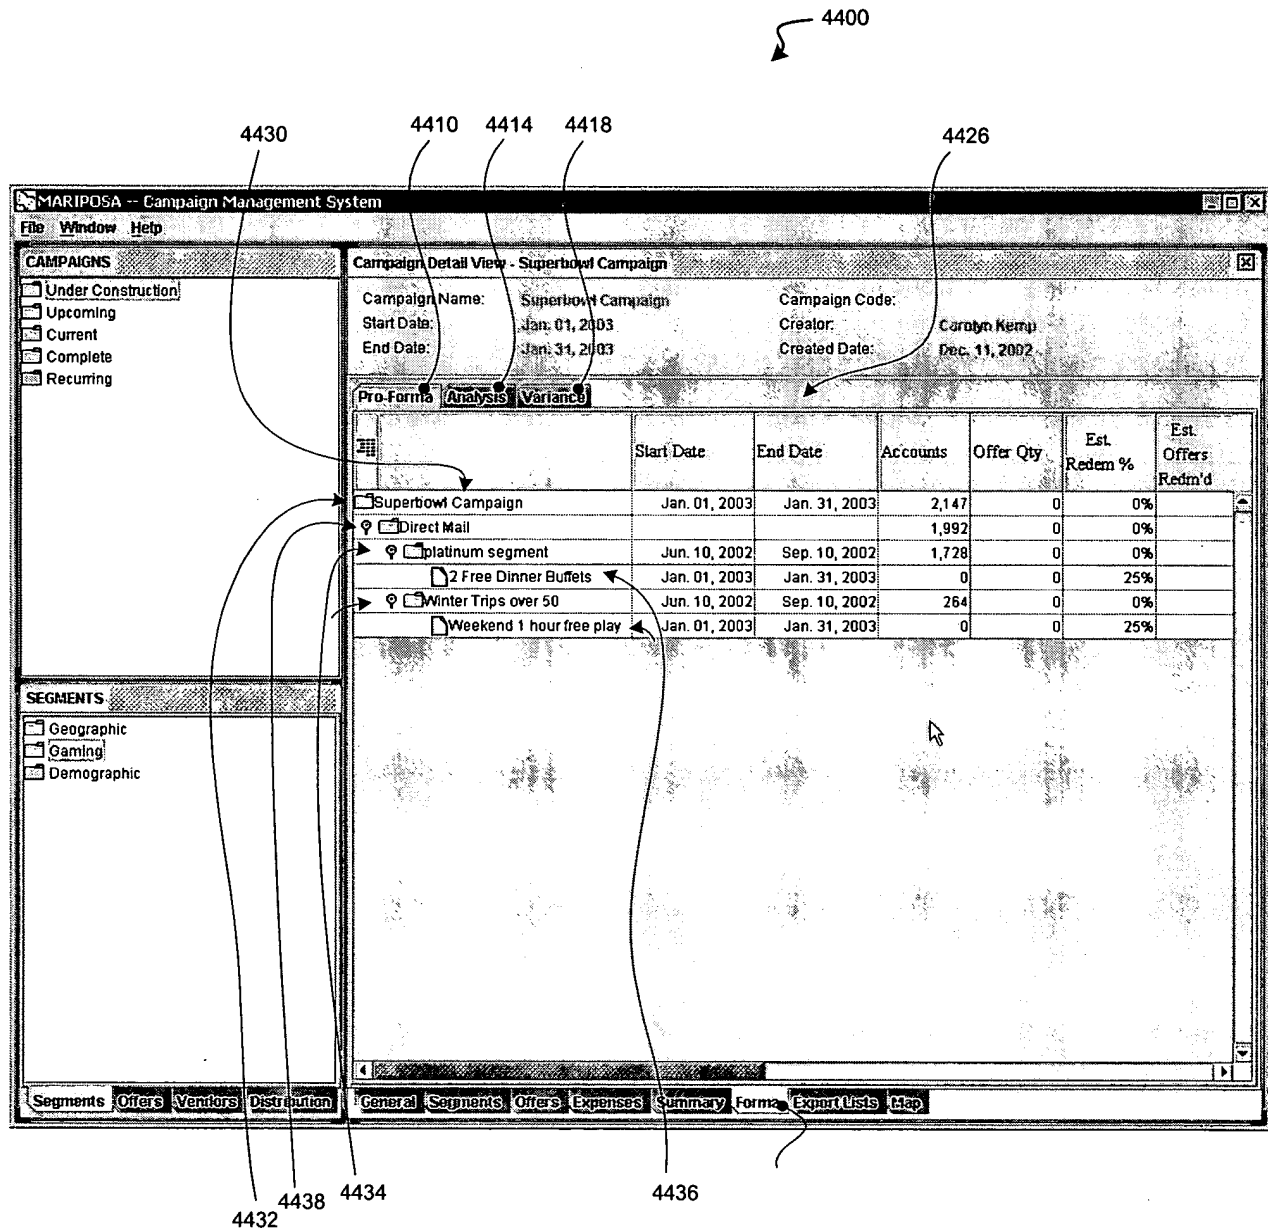 4400
4430 4410 4414 4418 4426
MARIPOSA -- Campaign Management System
File Window Help
CAMPAIGNS
Under Construction
Upcoming
Current
Complete
Recurring
Campaign Detail View - Superbowl Campaign
Campaign Name: Superbowl Campaign Campaign Code:
Start Date: Jan. 01, 2003 Creator: Carolyn Kemp
End Date: Jan. 31, 2003 Created Date: Dec. 11, 2002
Pro-Forma Analysis Variance
Start Date End Date Accounts Offer Qty Est. Redem % Est. Offers Redm'd
Superbowl Campaign Jan. 01, 2003 Jan. 31, 2003 2,147 0 0%
Direct Mail 1,992 0 0%
platinum segment Jun. 10, 2002 Sep. 10, 2002 1,728 0 0%
2 Free Dinner Buffets Jan. 01, 2003 Jan. 31, 2003 0 0 25%
Winter Trips over 50 Jun. 10, 2002 Sep. 10, 2002 264 0 0%
Weekend 1 hour free play Jan. 01, 2003 Jan. 31, 2003 0 0 25%
SEGMENTS
Geographic
Gaming
Demographic
Segments Offers Vendors Distribution
General Segments Offers Expenses Summary Forma Export Lists Map
4432 4438 4434 4436